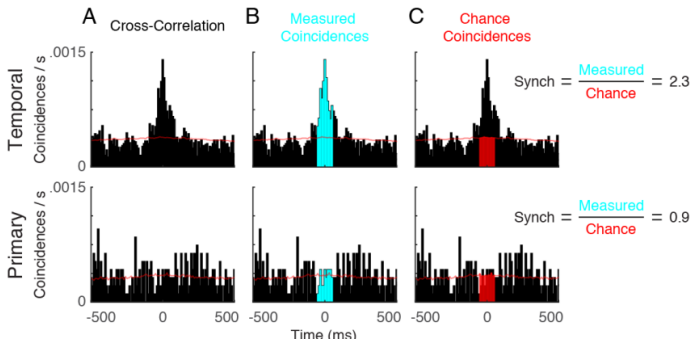 A
Cross-Correlation
B
Measured
Coincidences
C
Chance
Coincidences
Temporal
Coincidences / s
.0015
0
Synch = Measured / Chance = 2.3
Primary
Coincidences / s
.0015
0
Synch = Measured / Chance = 0.9
-500 0 500
-500 0 500
-500 0 500
Time (ms)